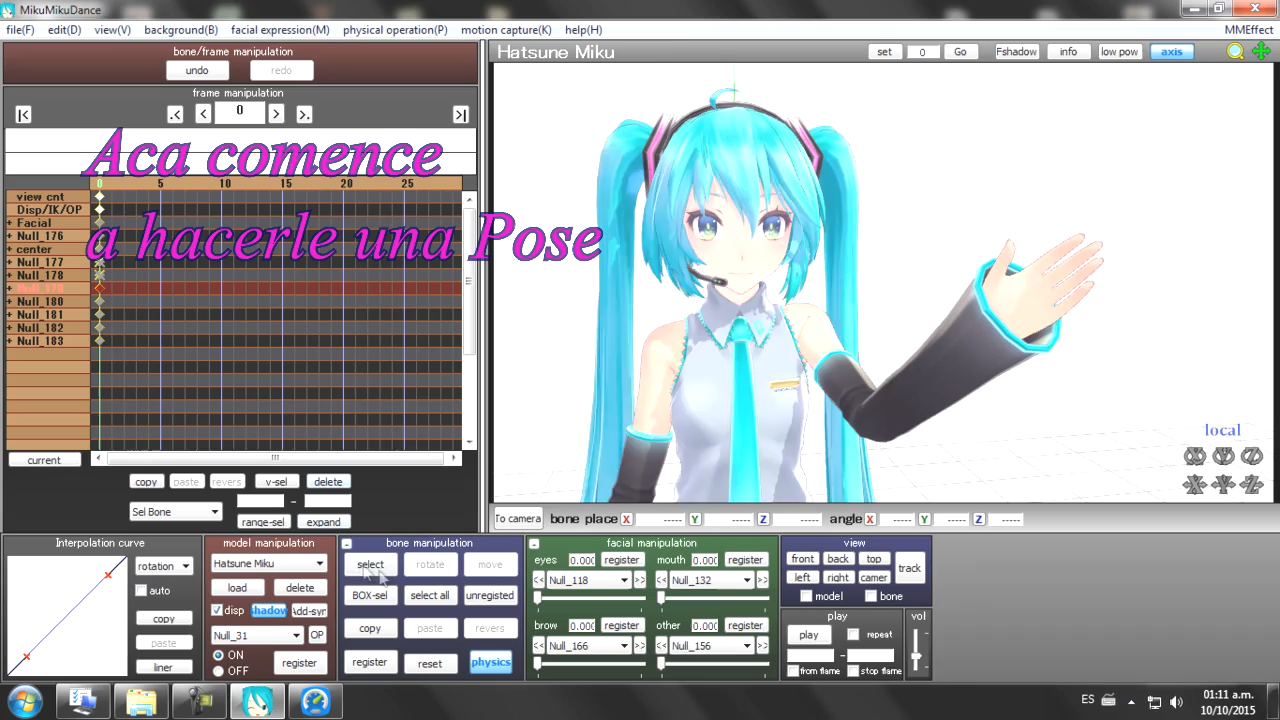 MikuMikuDance
file(F) edit(D) view(V) background(B) facial expression(M) physical operation(P) motion capture(K) help(H) MMEffect
bone/frame manipulation
undo redo
frame manipulation
0
Aca comence
a hacerle una Pose
0 5 10 15 20 25
view cnt
Disp/IK/OP
+ Facial
+ Null_176
+ center
+ Null_177
+ Null_178
+ Null_180
+ Null_181
+ Null_182
+ Null_183
current
copy paste revers v-sel delete
Sel Bone -
range-sel expand
Hatsune Miku set 0 Go Fshadow info low pow axis
local
To camera bone place X ----- Y ----- Z ----- angle X ----- Y ----- Z -----
Interpolation curve
rotation
auto
copy
paste
liner
model manipulation
Hatsune Miku
load delete
disp shadow Add-syn
Null_31 OP
ON
OFF
register
bone manipulation
select rotate move
BOX-sel select all unregisted
copy paste revers
register reset physics
facial manipulation
eyes 0.00 register mouth 0.00 register
<< Null_118 >> << Null_132 >>
brow 0.00 register other 0.00 register
<< Null_166 >> << Null_156 >>
view
front back top
left right camer
track
model bone
play
play repeat
-
from flame stop flame
vol
ES 01:11 a.m.
10/10/2015